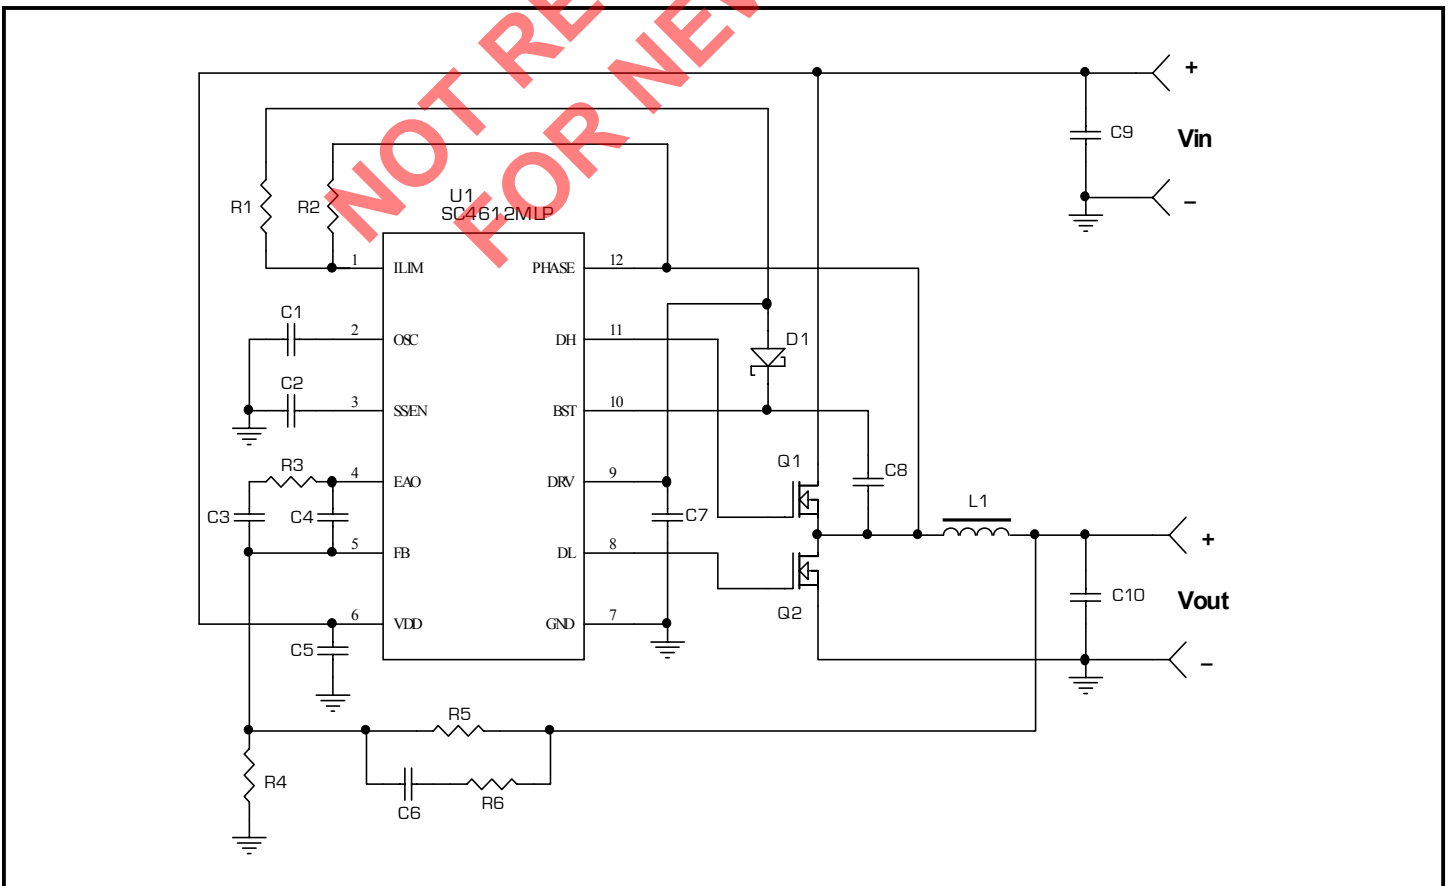 NOT RE
FOR NEW
+
C9
Vin
–
R1
R2
U1
SC4612MLP
1
ILIM
PHASE
12
C1
2
OSC
DH
11
D1
C2
3
SSEN
BST
10
R3
4
EAO
DRV
9
Q1
C8
C3
C4
C7
L1
5
FB
DL
8
+
Q2
C10
Vout
6
VDD
GND
7
C5
–
R5
R4
C6
R6